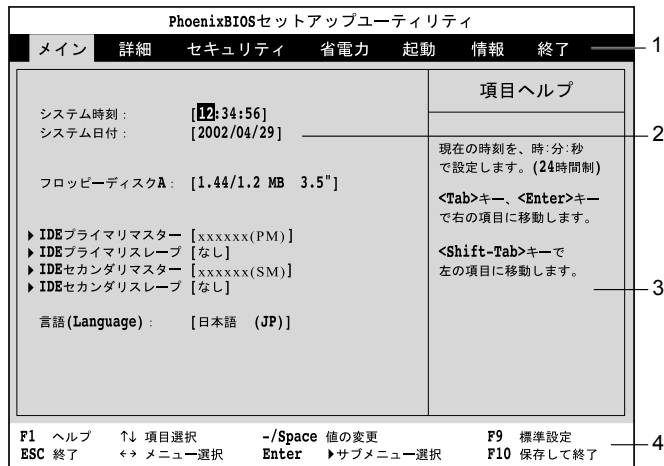 PhoenixBIOSセットアップユーティリティ
メイン 詳細 セキュリティ 省電力 起動 情報 終了
1
項目ヘルプ
システム時刻： [12:34:56]
システム日付： [2002/04/29]
2
フロッピーディスクA： [1.44/1.2 MB 3.5"]
▶IDEプライマリマスター [xxxxxx(PM)]
▶IDEプライマリスレーブ [なし]
▶IDEセカンダリマスター [xxxxxx(SM)]
▶IDEセカンダリスレーブ [なし]
言語(Language)： [日本語 (JP)]
現在の時刻を、時:分:秒
で設定します。(24時間制)
<Tab>キー、<Enter>キー
で右の項目に移動します。
<Shift-Tab>キーで
左の項目に移動します。
3
F1 ヘルプ ↑↓ 項目選択 -/Space 値の変更 F9 標準設定
ESC 終了 ←→ メニュー選択 Enter ▶サブメニュー選択 F10 保存して終了
4